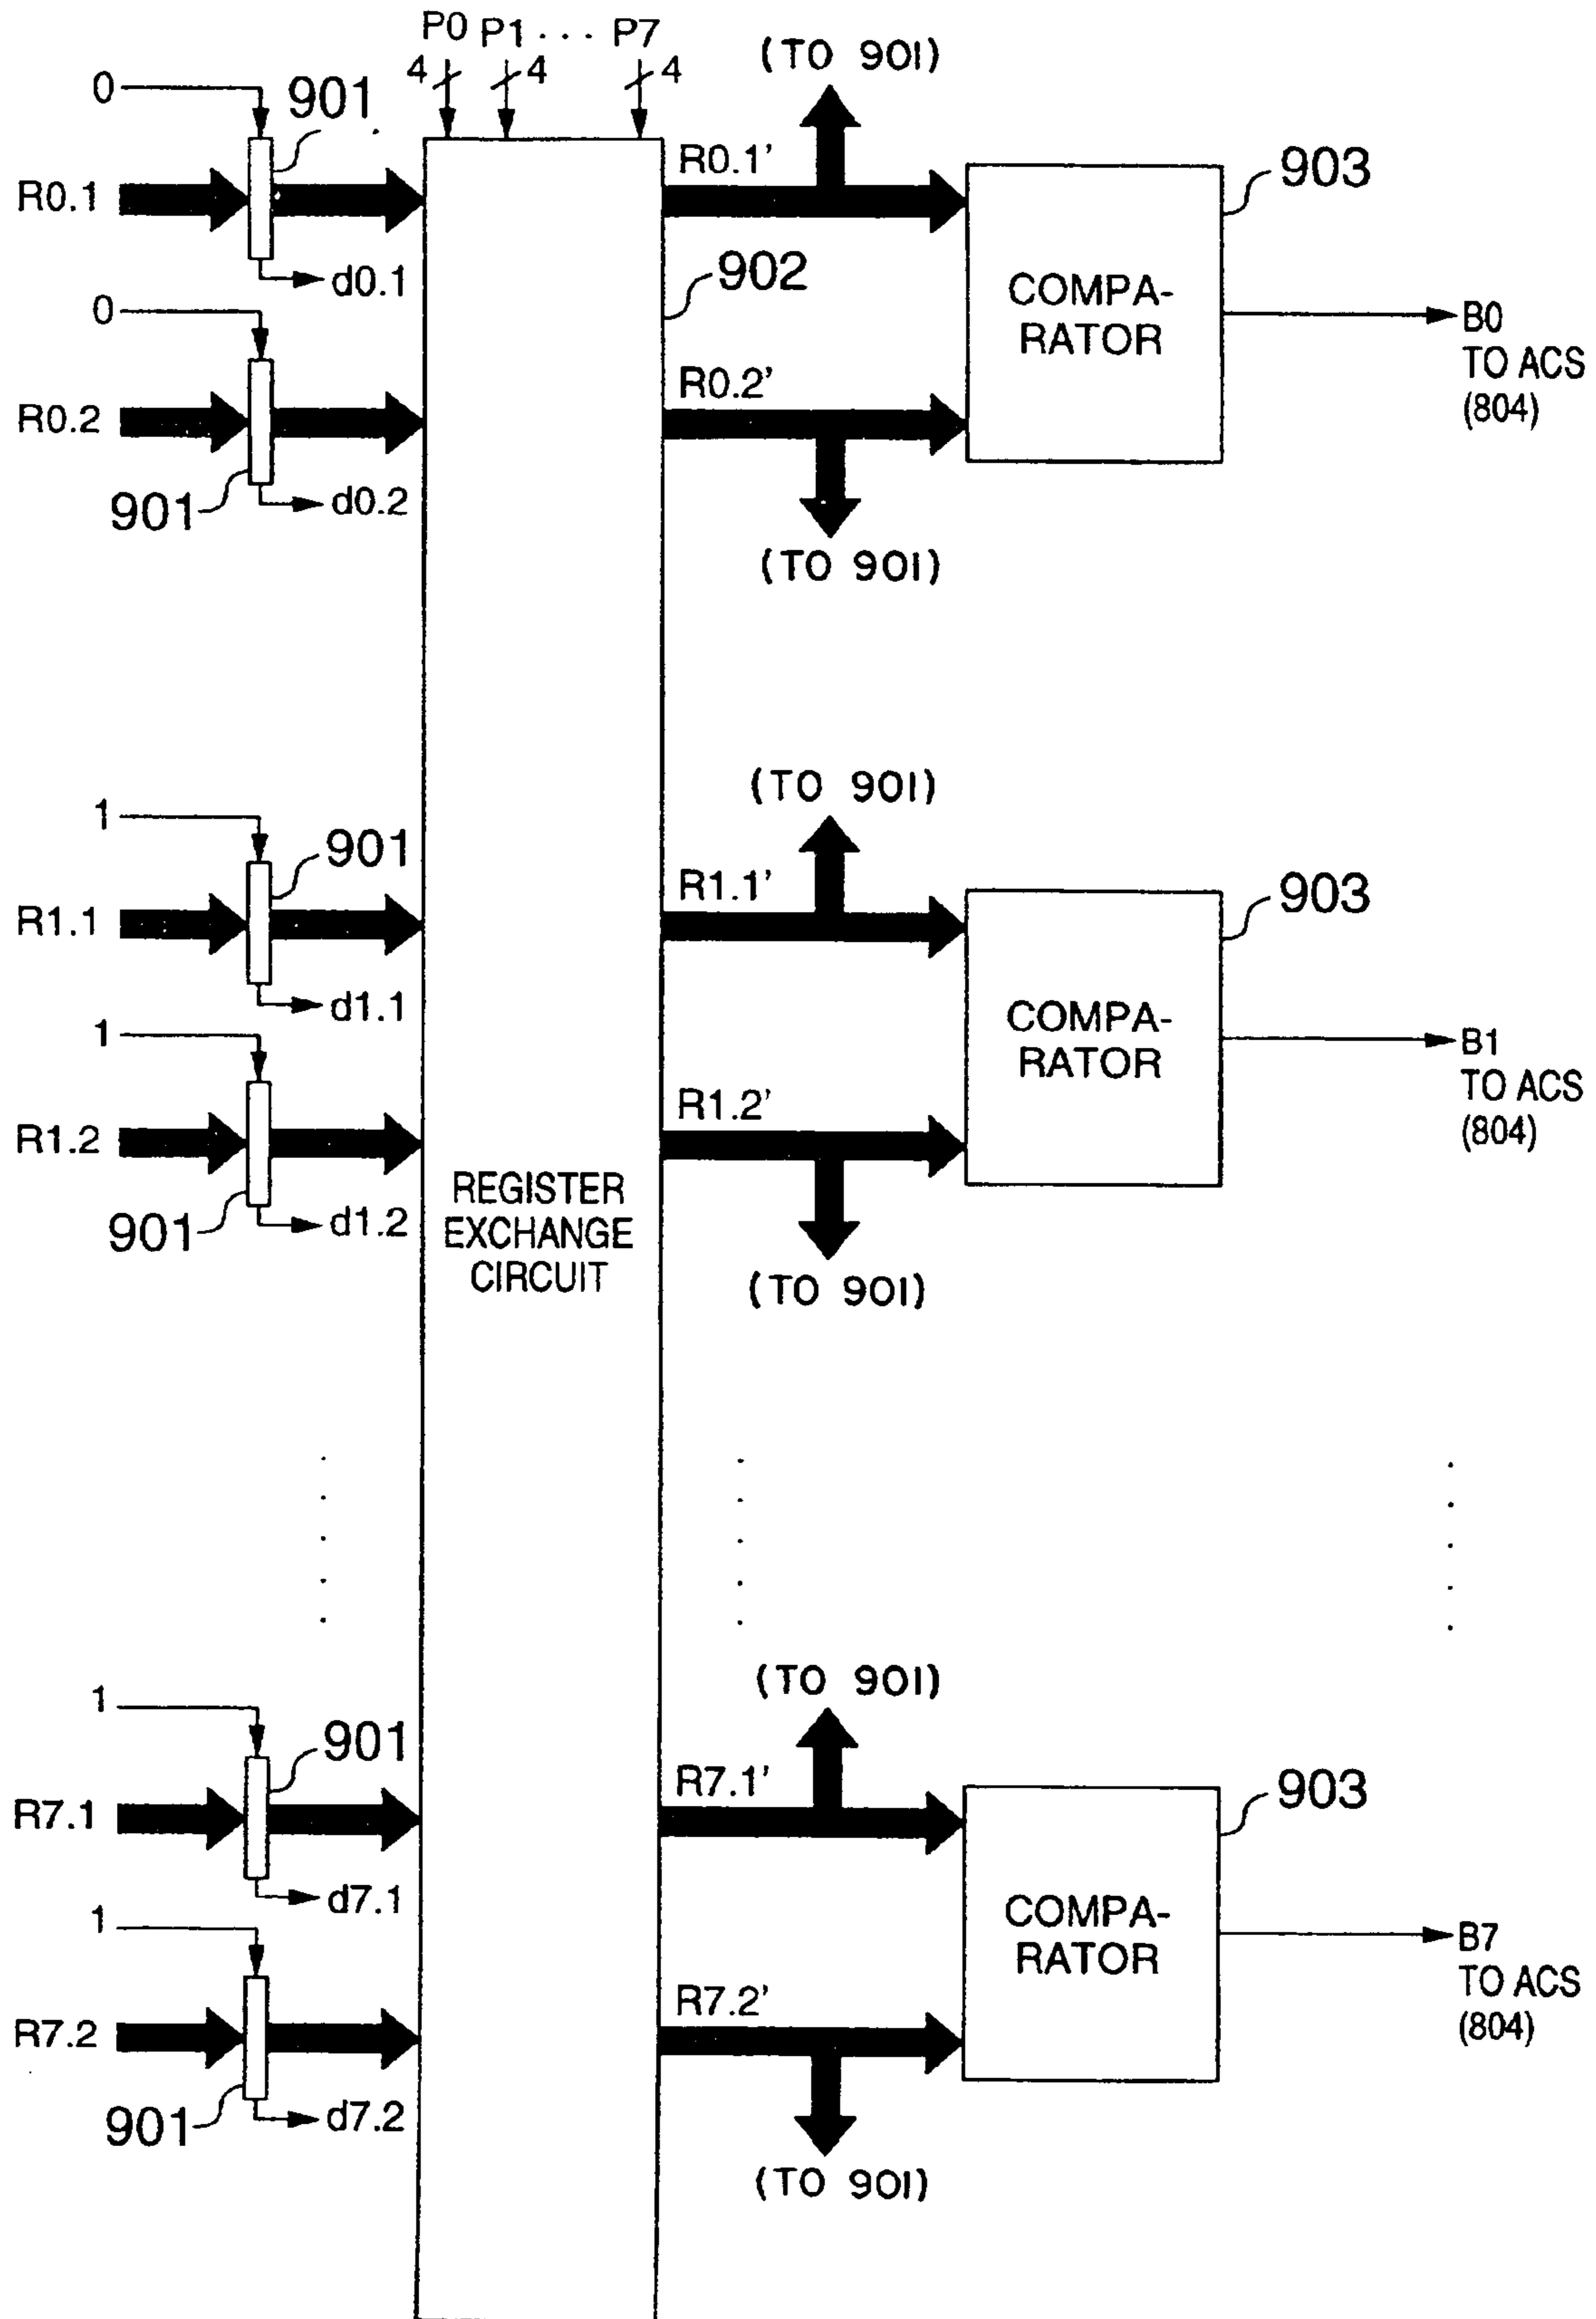 P0 P1 ··· P7
4 4 4
(TO 901)
0
901
R0.1
R0.1'
903
d0.1
902
COMPA-
RATOR
B0
TO ACS
(804)
0
R0.2
R0.2'
901
d0.2
(TO 901)
(TO 901)
1
901
R1.1
R1.1'
903
d1.1
COMPA-
RATOR
B1
TO ACS
(804)
1
R1.2
R1.2'
901
d1.2
REGISTER
EXCHANGE
CIRCUIT
(TO 901)
(TO 901)
1
901
R7.1
R7.1'
903
d7.1
COMPA-
RATOR
B7
TO ACS
(804)
1
R7.2
R7.2'
901
d7.2
(TO 901)